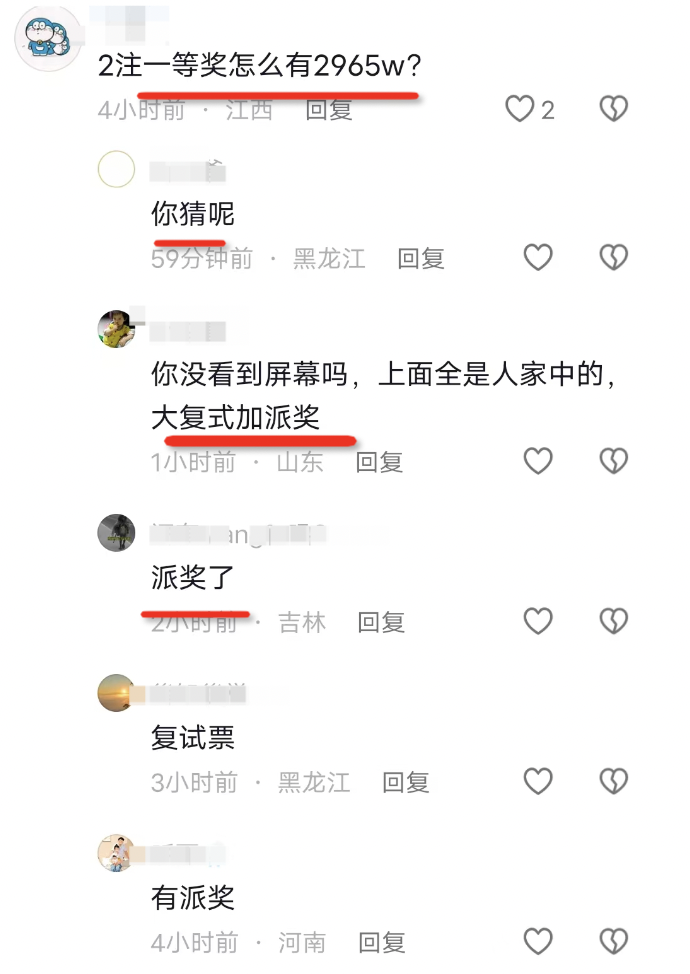 2注一等奖怎么有2965w?
4小时前 · 江西 回复 2
你猜呢
59分钟前 · 黑龙江 回复
你没看到屏幕吗，上面全是人家中的，
大复式加派奖
1小时前 · 山东 回复
派奖了
2小时前 · 吉林 回复
复试票
3小时前 · 黑龙江 回复
有派奖
4小时前 · 河南 回复